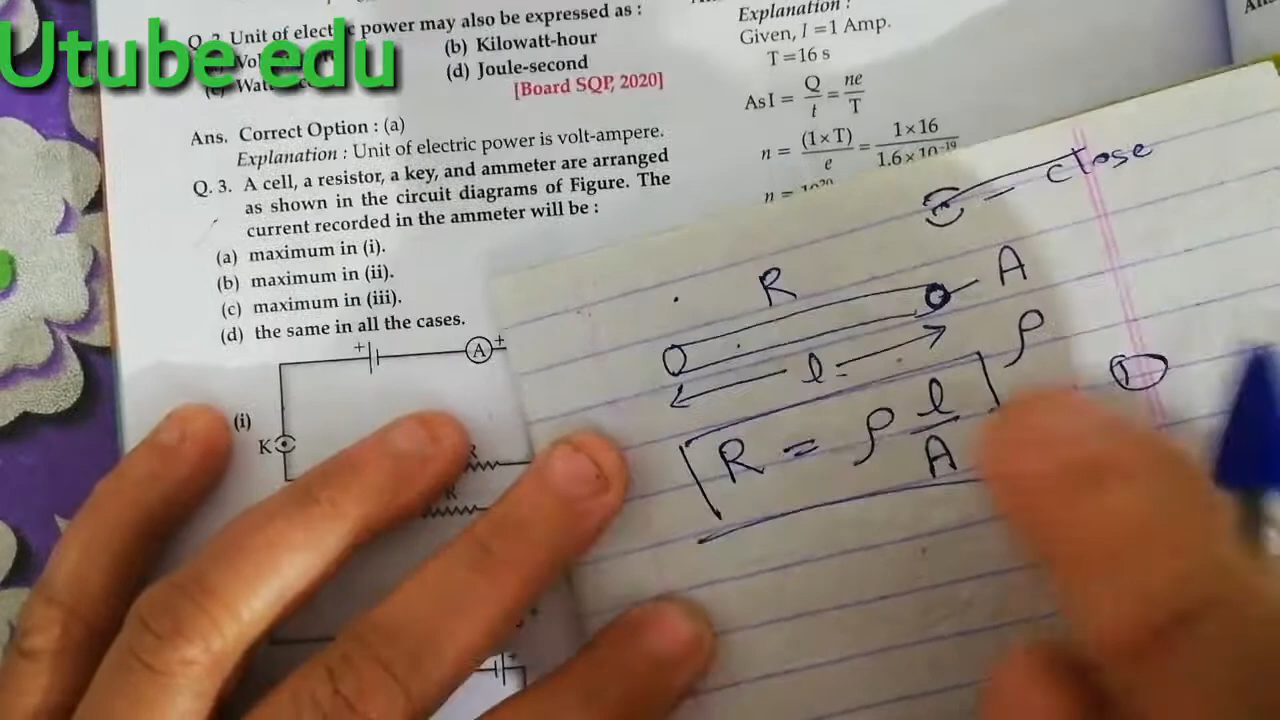 Utube edu
Unit of electric power may also be expressed as :
(b) Kilowatt-hour
(d) Joule-second
[Board SQP, 2020]
Ans. Correct Option : (a)
Explanation : Unit of electric power is volt-ampere.
Q. 3. A cell, a resistor, a key, and ammeter are arranged
as shown in the circuit diagrams of Figure. The
current recorded in the ammeter will be :
(a) maximum in (i).
(b) maximum in (ii).
(c) maximum in (iii).
(d) the same in all the cases.
+ A +
(i)
K
R
R
Explanation :
Given, I = 1 Amp.
T = 16 s
As I = Q/t = ne/T
n = (1×T)/e = 1×16/1.6×10⁻¹⁹
n = 10²⁰
close
R
A
l
ρ
R = ρ l/A